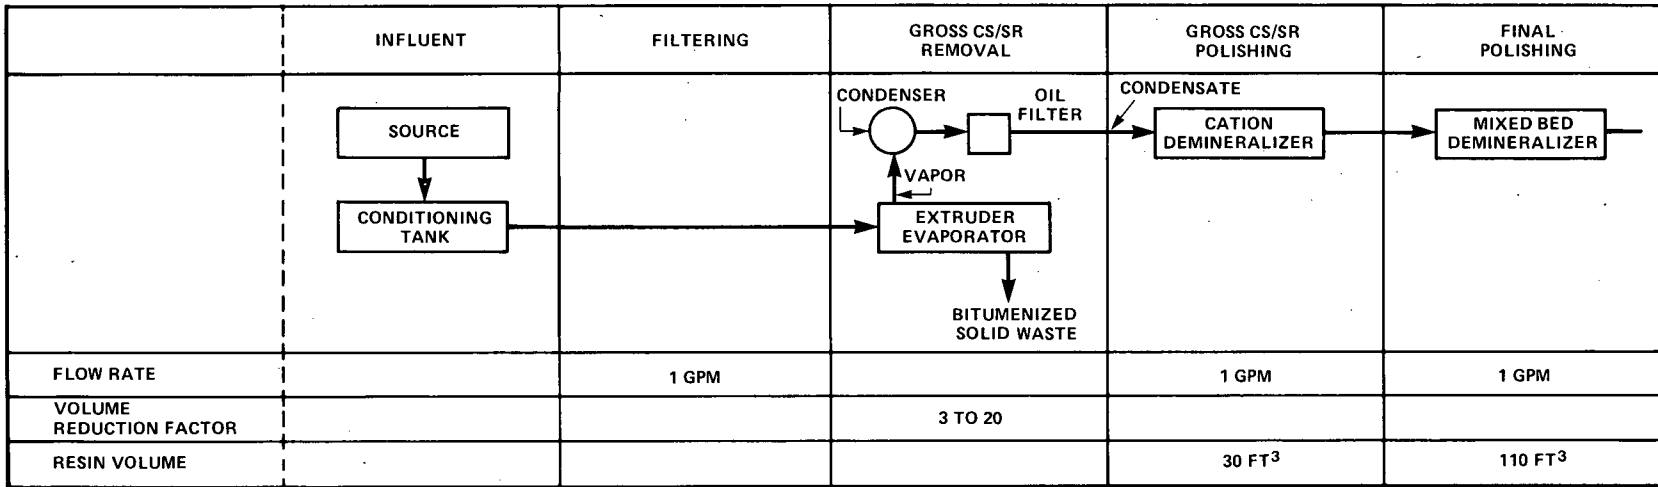 INFLUENT
FILTERING
GROSS CS/SR
REMOVAL
GROSS CS/SR
POLISHING
FINAL
POLISHING
SOURCE
CONDITIONING
TANK
CONDENSER
OIL
FILTER
VAPOR
EXTRUDER
EVAPORATOR
BITUMENIZED
SOLID WASTE
CONDENSATE
CATION
DEMINERALIZER
MIXED BED
DEMINERALIZER
FLOW RATE
1 GPM
1 GPM
1 GPM
VOLUME
REDUCTION FACTOR
3 TO 20
RESIN VOLUME
30 FT³
110 FT³